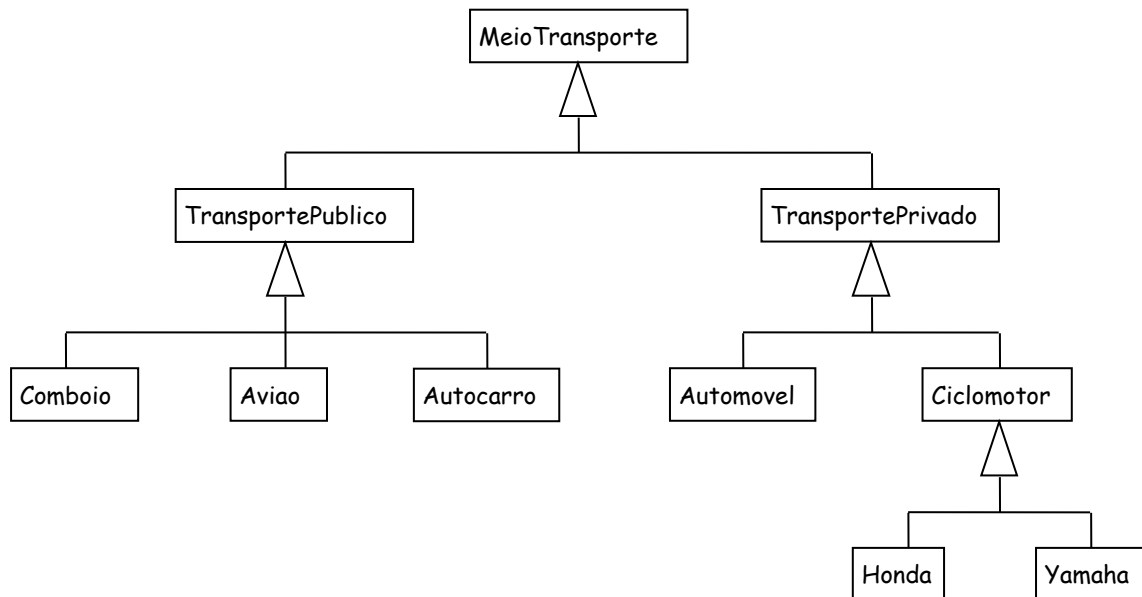 MeioTransporte
TransportePublico
TransportePrivado
Comboio
Aviao
Autocarro
Automovel
Ciclomotor
Honda
Yamaha